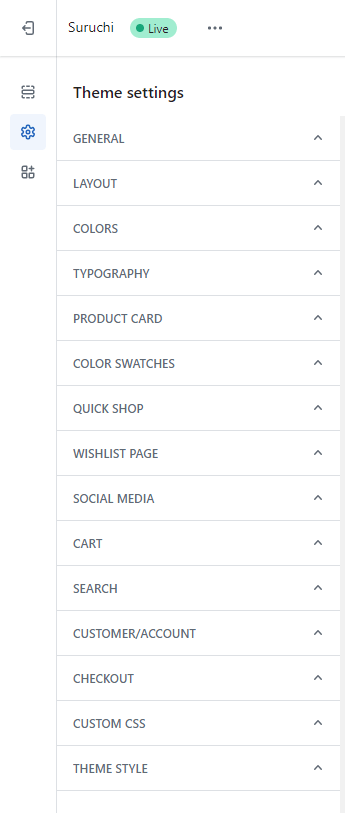 Suruchi
Live
Theme settings
GENERAL
LAYOUT
COLORS
TYPOGRAPHY
PRODUCT CARD
COLOR SWATCHES
QUICK SHOP
WISHLIST PAGE
SOCIAL MEDIA
CART
SEARCH
CUSTOMER/ACCOUNT
CHECKOUT
CUSTOM CSS
THEME STYLE